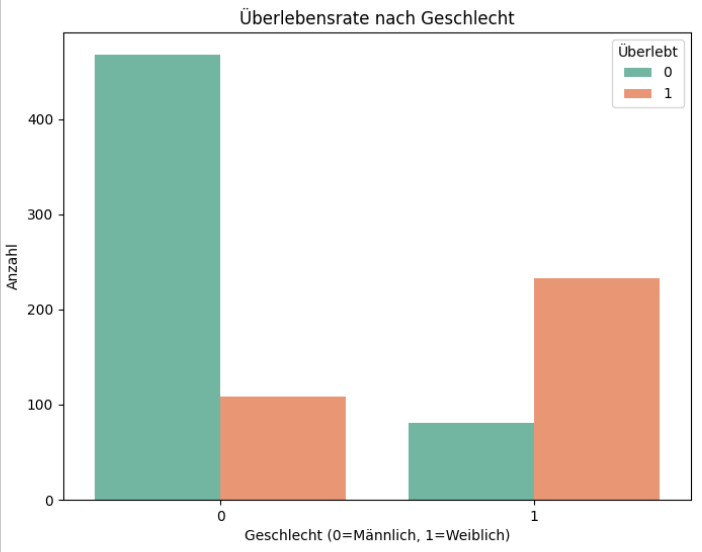 Überlebensrate nach Geschlecht
Überlebt
0
1
Anzahl
400
300
200
100
0
0 1
Geschlecht (0=Männlich, 1=Weiblich)